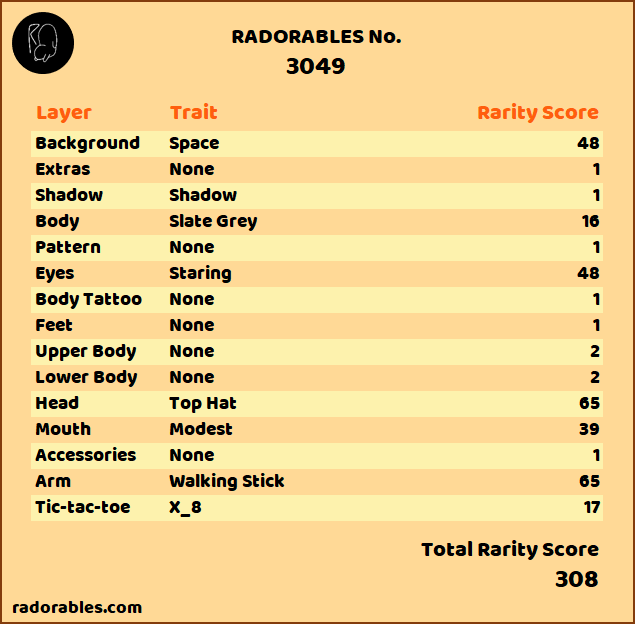 RADORABLES No.
3049
Layer Trait Rarity Score
Background Space 48
Extras None 1
Shadow Shadow 1
Body Slate Grey 16
Pattern None 1
Eyes Staring 48
Body Tattoo None 1
Feet None 1
Upper Body None 2
Lower Body None 2
Head Top Hat 65
Mouth Modest 39
Accessories None 1
Arm Walking Stick 65
Tic-tac-toe X_8 17
Total Rarity Score
308
radorables.com